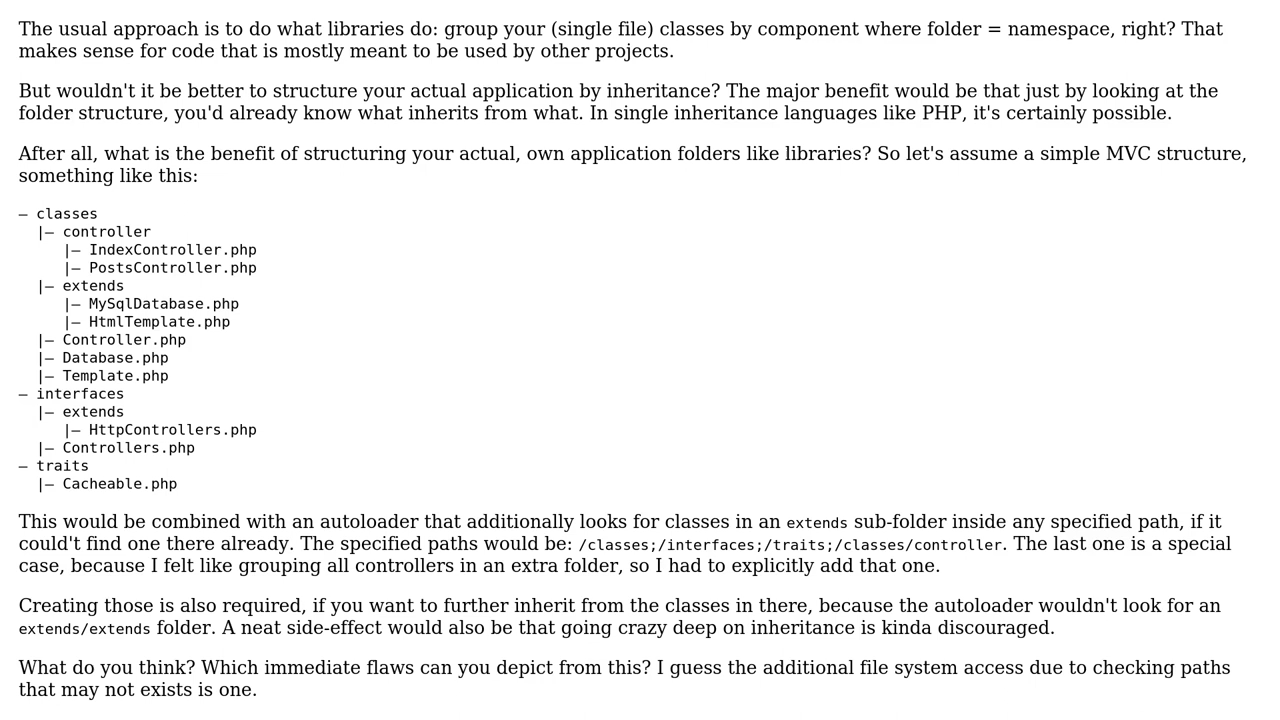 The usual approach is to do what libraries do: group your (single file) classes by component where folder = namespace, right? That
makes sense for code that is mostly meant to be used by other projects.
But wouldn't it be better to structure your actual application by inheritance? The major benefit would be that just by looking at the
folder structure, you'd already know what inherits from what. In single inheritance languages like PHP, it's certainly possible.
After all, what is the benefit of structuring your actual, own application folders like libraries? So let's assume a simple MVC structure,
something like this:
— classes
  |— controller
     |— IndexController.php
     |— PostsController.php
  |— extends
     |— MySqlDatabase.php
     |— HtmlTemplate.php
  |— Controller.php
  |— Database.php
  |— Template.php
— interfaces
  |— extends
     |— HttpControllers.php
  |— Controllers.php
— traits
  |— Cacheable.php
This would be combined with an autoloader that additionally looks for classes in an extends sub-folder inside any specified path, if it
couldn't find one there already. The specified paths would be: /classes;/interfaces;/traits;/classes/controller. The last one is a special
case, because I felt like grouping all controllers in an extra folder, so I had to explicitly add that one.
Creating those is also required, if you want to further inherit from the classes in there, because the autoloader wouldn't look for an
extends/extends folder. A neat side-effect would also be that going crazy deep on inheritance is kinda discouraged.
What do you think? Which immediate flaws can you depict from this? I guess the additional file system access due to checking paths
that may not exists is one.